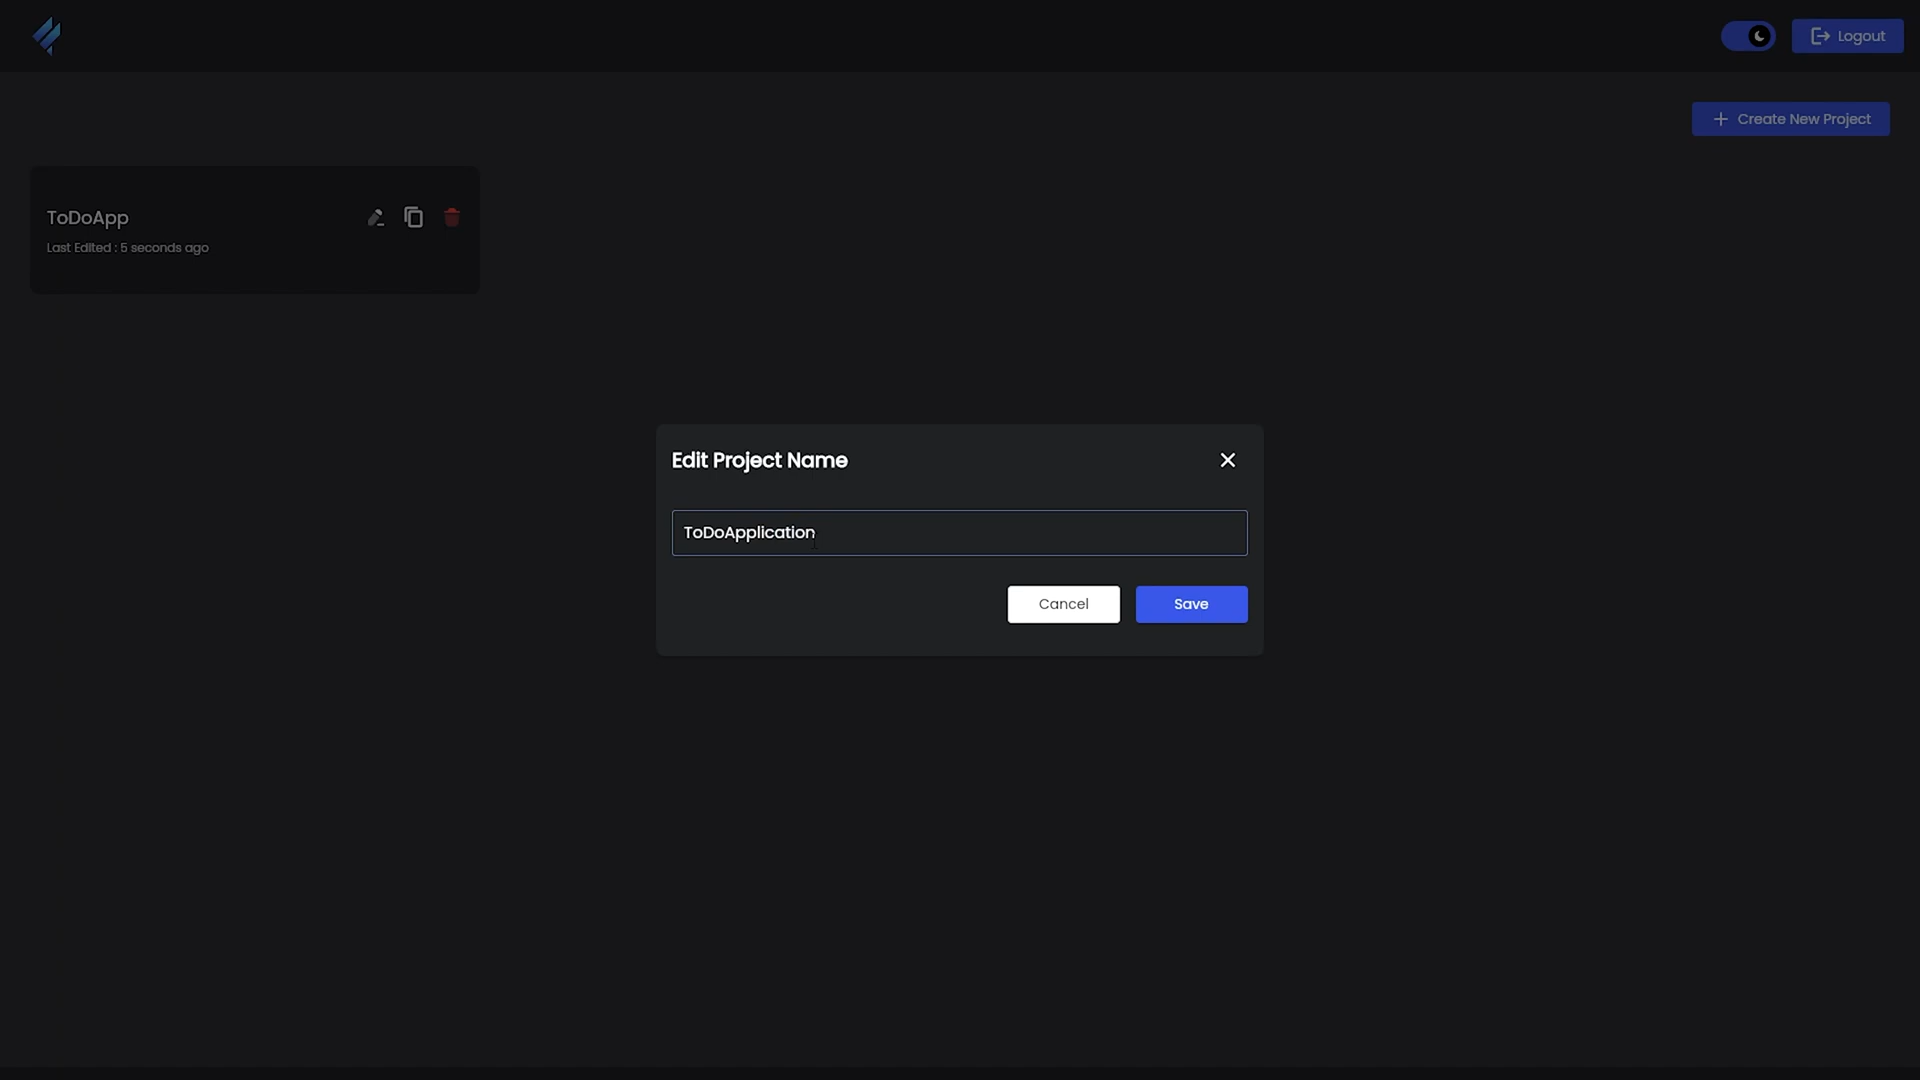 Logout
Create New Project
ToDoApp
Last Edited : 5 seconds ago
Edit Project Name
ToDoApplication
Cancel
Save